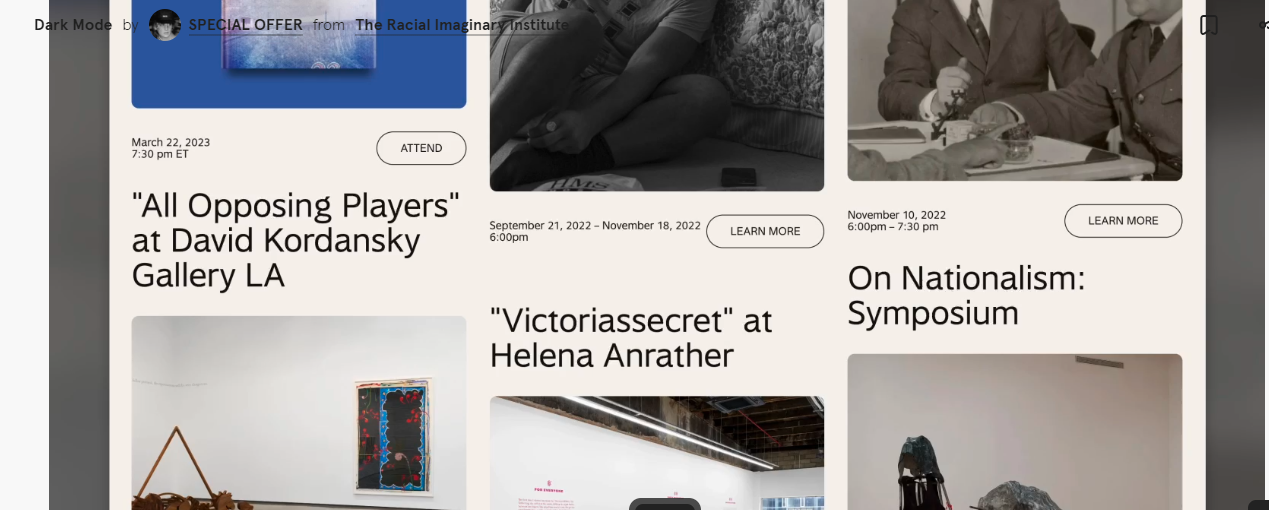 Dark Mode by SPECIAL OFFER from The Racial Imaginary Institute
March 22, 2023
7:30 pm ET
ATTEND
"All Opposing Players"
at David Kordansky
Gallery LA
September 21, 2022 – November 18, 2022
6:00pm
LEARN MORE
"Victoriassecret" at
Helena Anrather
November 10, 2022
6:00pm – 7:30 pm
LEARN MORE
On Nationalism:
Symposium